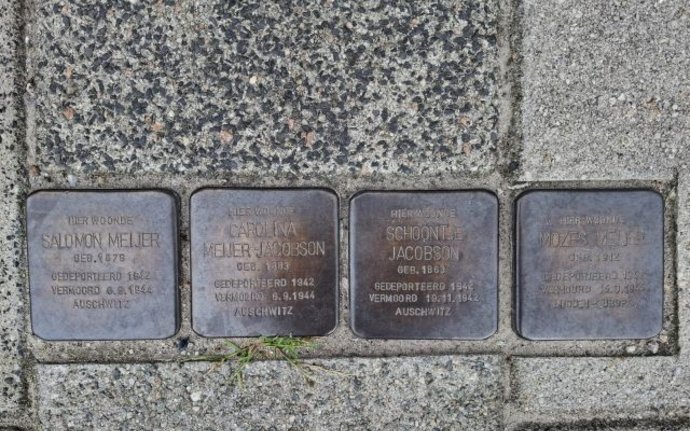 HIER WOONDE
SALOMON MEIJER
GEB. 1879
GEDEPORTEERD 1942
VERMOORD 6.9.1944
AUSCHWITZ
HIER WOONDE
CAROLINA
MEIJER-JACOBSON
GEB.
GEDEPORTEERD 1942
VERMOORD 6.9.1944
AUSCHWITZ
HIER WOONDE
SCHOONTJE
JACOBSON
GEB. 1863
GEDEPORTEERD 1942
VERMOORD 19.11.1942
AUSCHWITZ
HIER WOONDE
MOZES MEIJER
GEB. 1912
GEDEPORTEERD
VERMOORD